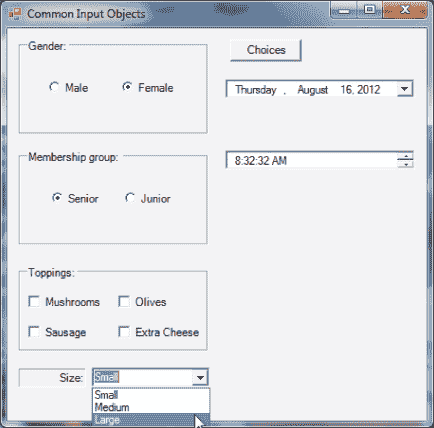 Common Input Objects
Gender:
Male Female
Choices
Thursday , August 16, 2012
Membership group:
Senior Junior
8:32:32 AM
Toppings:
Mushrooms Olives
Sausage Extra Cheese
Size: Small
Small
Medium
Large